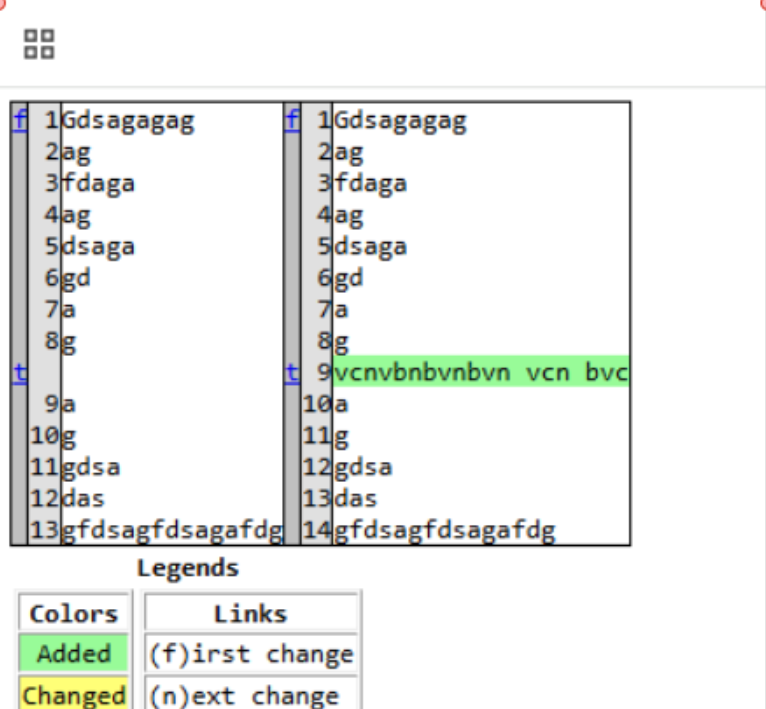 f 1 Gdsagagag f 1 Gdsagagag
2 ag 2 ag
3 fdaga 3 fdaga
4 ag 4 ag
5 dsaga 5 dsaga
6 gd 6 gd
7 a 7 a
8 g 8 g
t t 9 vcnvbnbvnbvn vcn bvc
9 a 10 a
10 g 11 g
11 gdsa 12 gdsa
12 das 13 das
13 gfdsagfdsagafdg 14 gfdsagfdsagafdg
Legends
Colors Links
Added (f)irst change
Changed (n)ext change